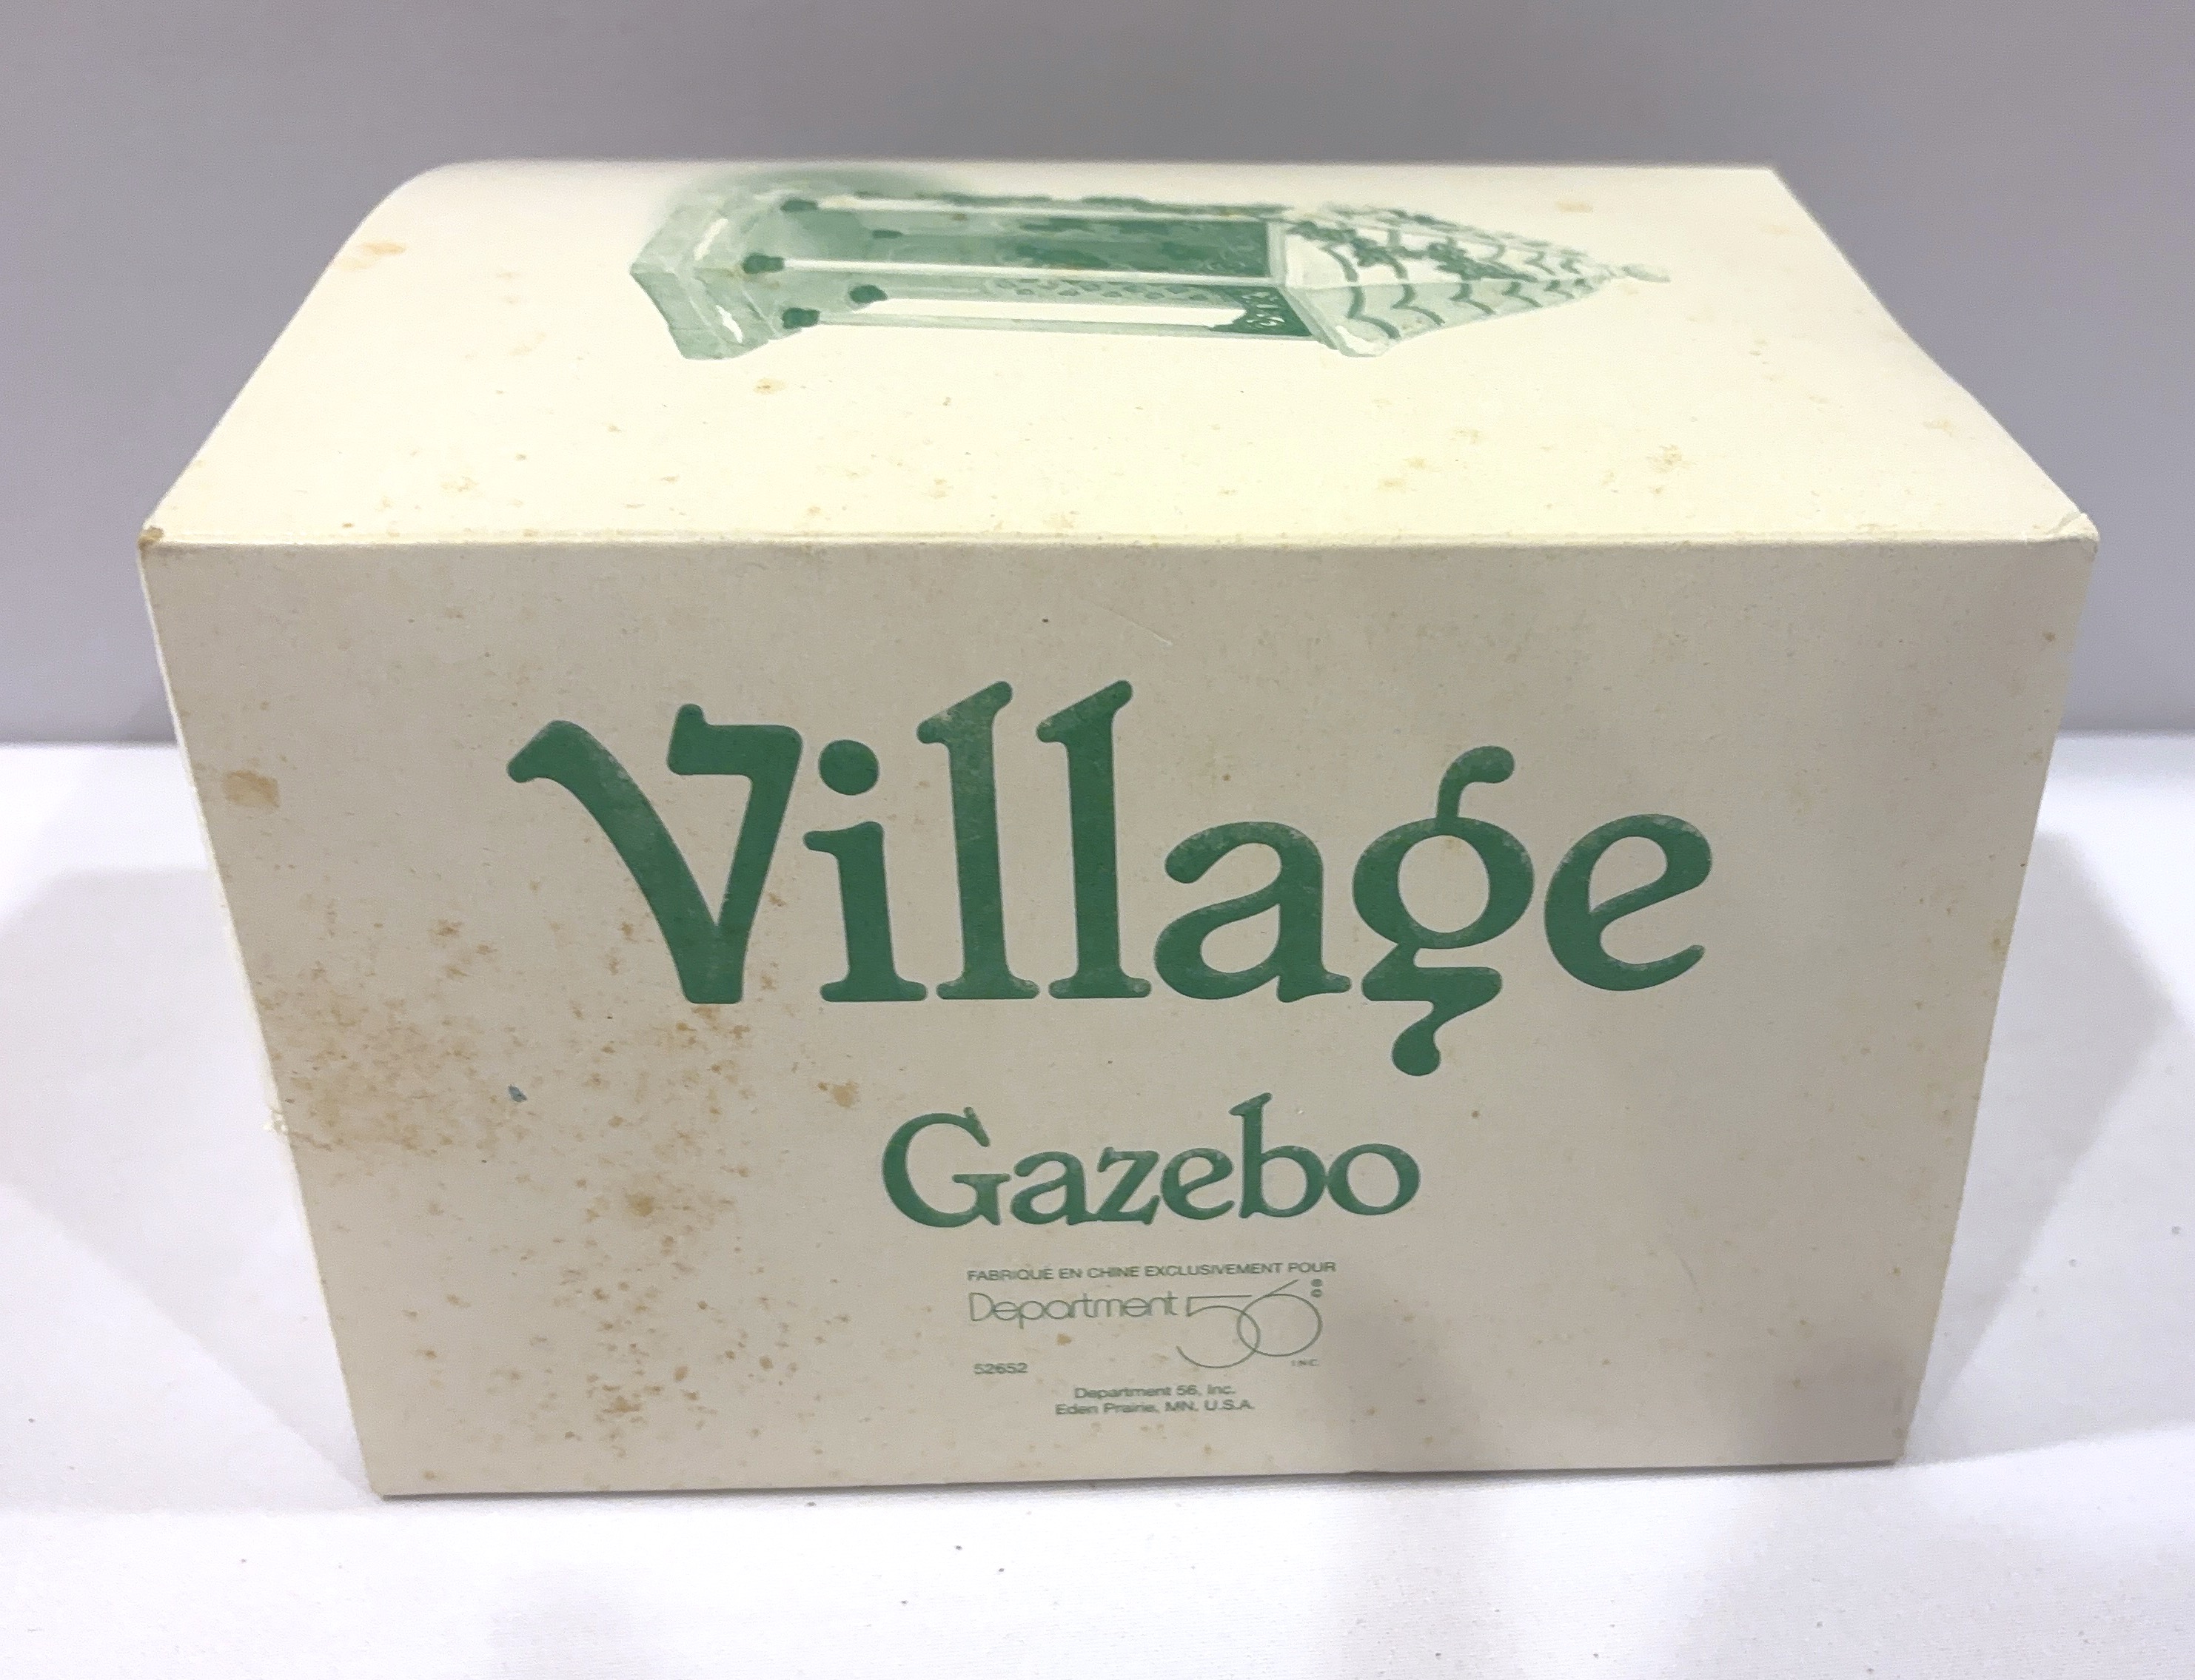 Village
Gazebo
FABRIQUÉ EN CHINE EXCLUSIVEMENT POUR
Department 56
INC
52652
Department 56, Inc.
Eden Prairie, MN, U.S.A.